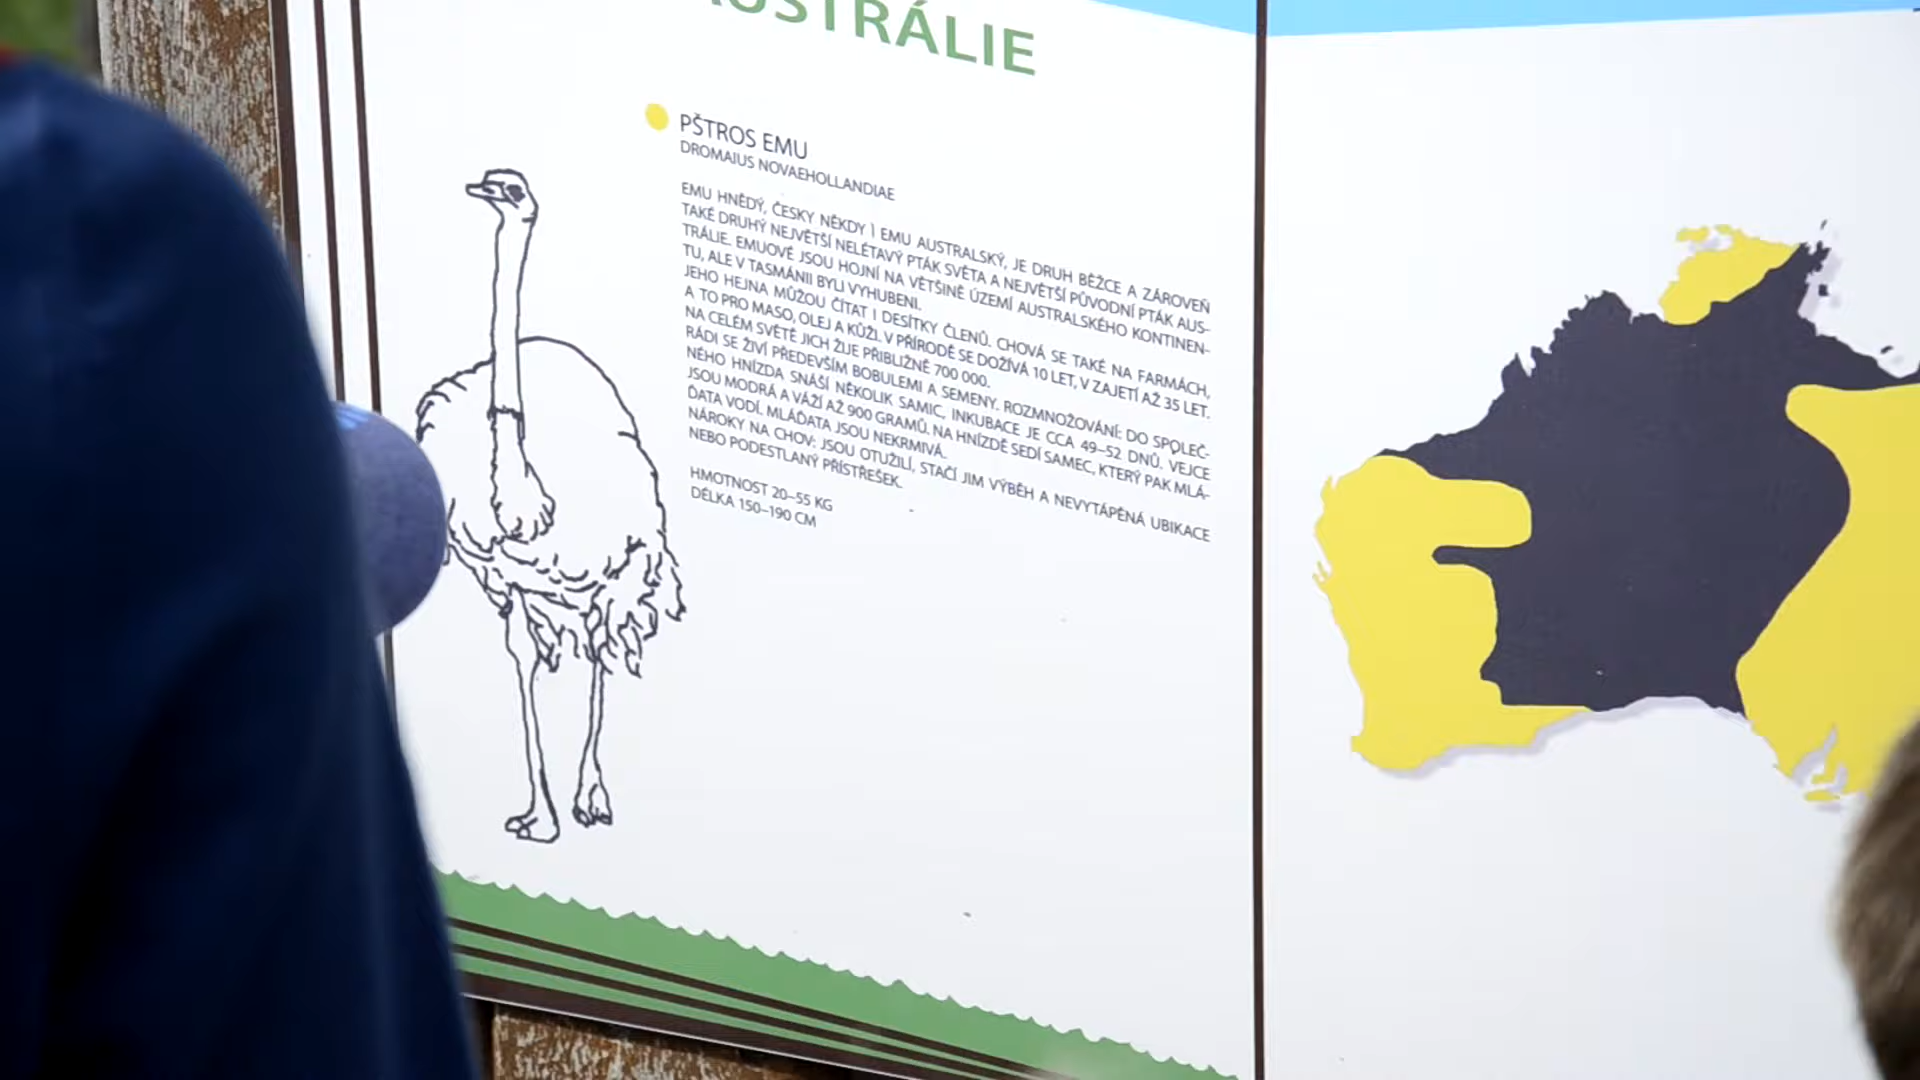 AUSTRÁLIE
PŠTROS EMU
DROMAIUS NOVAEHOLLANDIAE
EMU HNĚDÝ, ČESKY NĚKDY I EMU AUSTRALSKÝ, JE DRUH BĚŽCE A ZÁROVEŇ
TAKÉ DRUHÝ NEJVĚTŠÍ NELÉTAVÝ PTÁK SVĚTA A NEJVĚTŠÍ PŮVODNÍ PTÁK AUS-
TRÁLIE. EMUOVÉ JSOU HOJNÍ NA VĚTŠINĚ ÚZEMÍ AUSTRALSKÉHO KONTINEN-
TU, ALE V TASMÁNII BYLI VYHUBENI.
JEHO HEJNA MŮŽOU ČÍTAT I DESÍTKY ČLENŮ. CHOVÁ SE TAKÉ NA FARMÁCH,
A TO PRO MASO, OLEJ A KŮŽI. V PŘÍRODĚ SE DOŽÍVÁ 10 LET, V ZAJETÍ AŽ 35 LET.
NA CELÉM SVĚTĚ JICH ŽIJE PŘIBLIŽNĚ 700 000.
RÁDI SE ŽIVÍ PŘEDEVŠÍM BOBULEMI A SEMENY. ROZMNOŽOVÁNÍ: DO SPOLEČ-
NÉHO HNÍZDA SNÁŠÍ NĚKOLIK SAMIC, INKUBACE JE CCA 49–52 DNŮ. VEJCE
JSOU MODRÁ A VÁŽÍ AŽ 900 GRAMŮ. NA HNÍZDĚ SEDÍ SAMEC, KTERÝ PAK MLÁ-
ĎATA VODÍ. MLÁĎATA JSOU NEKRMIVÁ.
NÁROKY NA CHOV: JSOU OTUŽILÍ, STAČÍ JIM VÝBĚH A NEVYTÁPĚNÁ UBIKACE
NEBO PODESTLANÝ PŘÍSTŘEŠEK.
HMOTNOST 20–55 KG
DÉLKA 150–190 CM